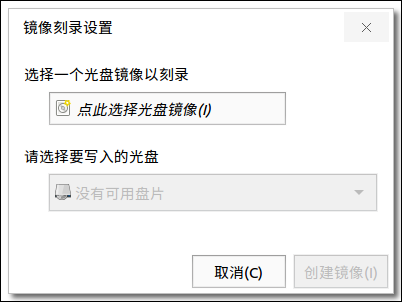 镜像刻录设置
选择一个光盘镜像以刻录
点此选择光盘镜像(I)
请选择要写入的光盘
没有可用盘片
取消(C)
创建镜像(I)